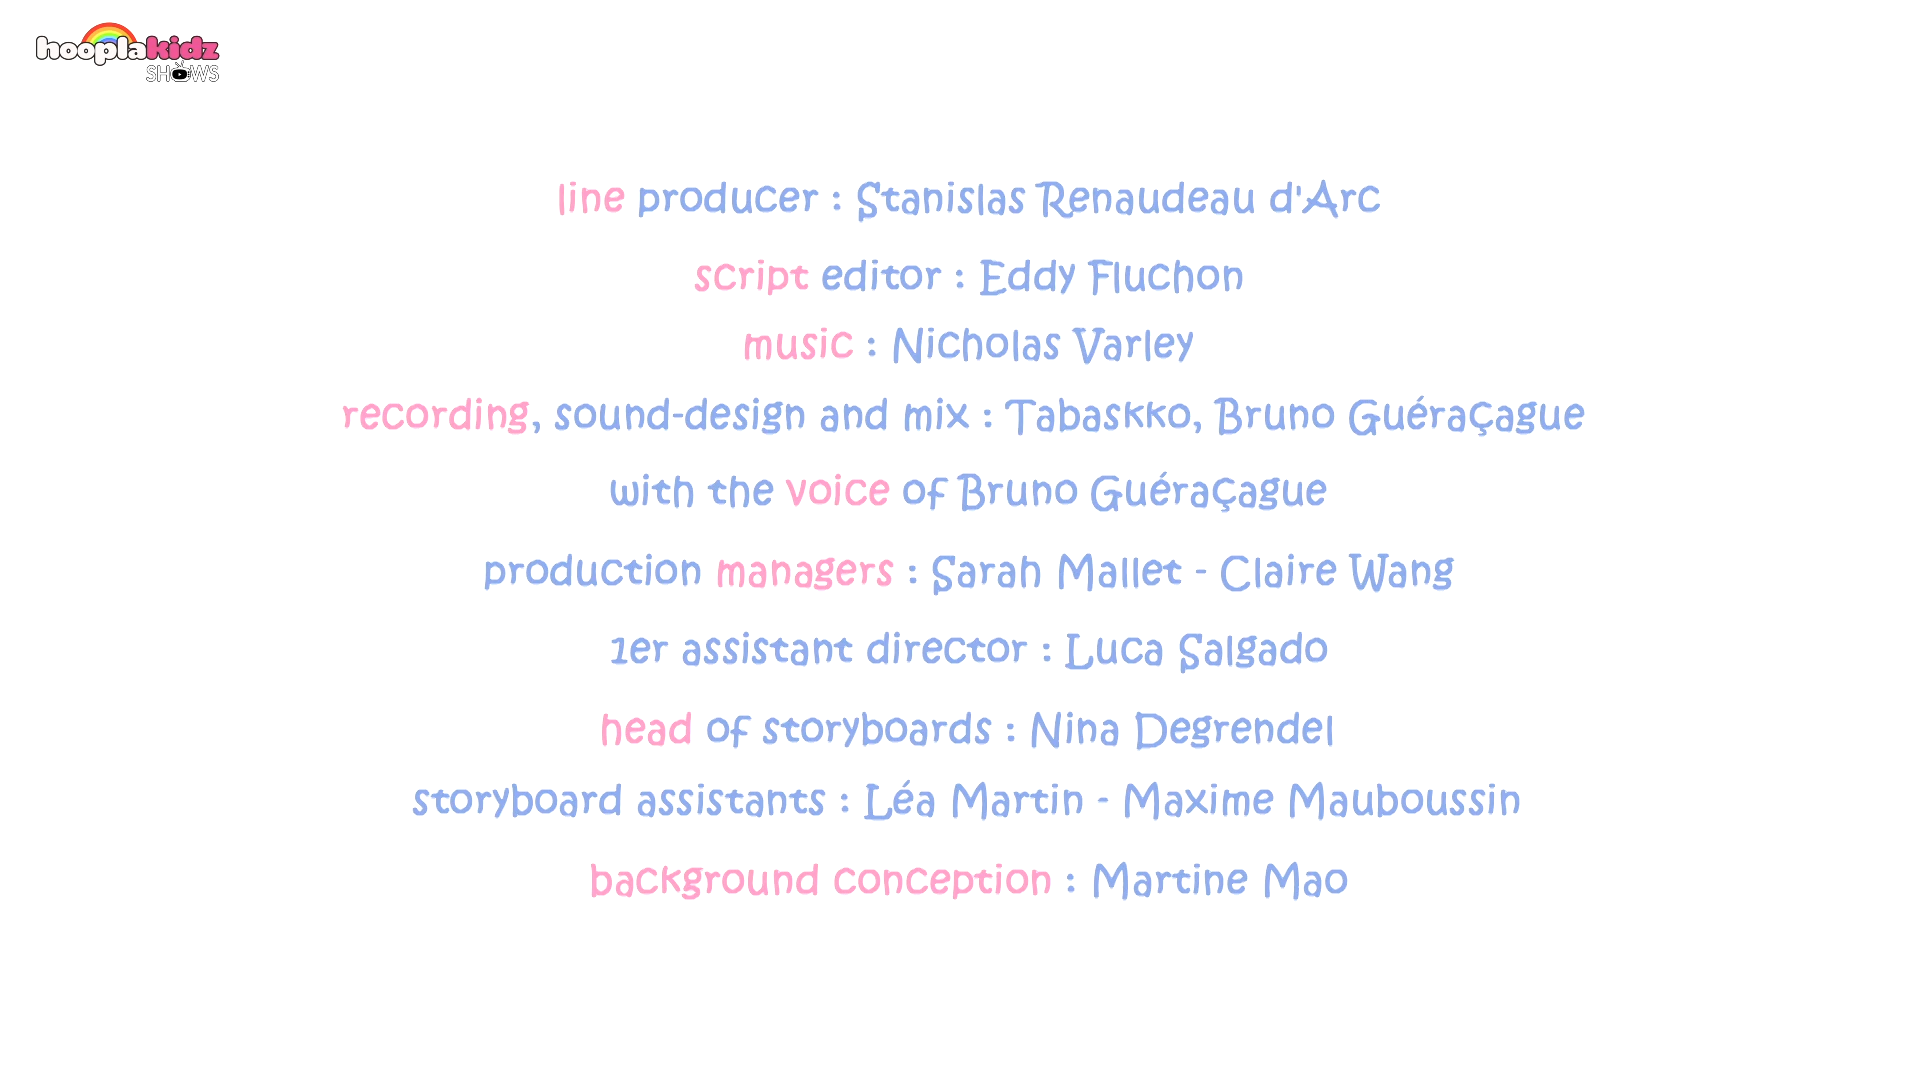 hooplakidz
SHOWS
line producer : Stanislas Renaudeau d'Arc
script editor : Eddy Fluchon
music : Nicholas Varley
recording, sound-design and mix : Tabaskko, Bruno Guéraçague
with the voice of Bruno Guéraçague
production managers : Sarah Mallet - Claire Wang
1er assistant director : Luca Salgado
head of storyboards : Nina Degrendel
storyboard assistants : Léa Martin - Maxime Mauboussin
background conception : Martine Mao